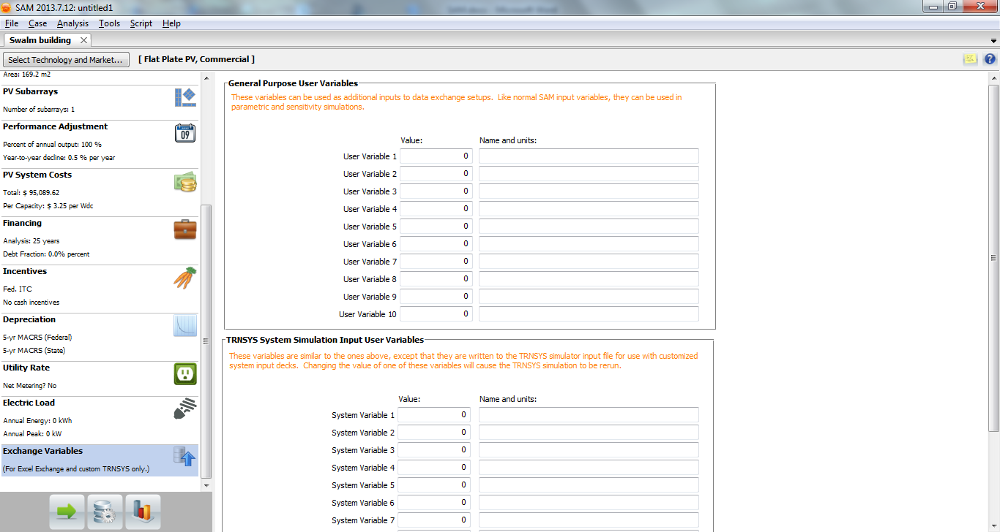 SAM 2013.7.12: untitled1
File Case Analysis Tools Script Help
Swalm building
Select Technology and Market... [ Flat Plate PV, Commercial ]
Area: 169.2 m2
PV Subarrays
Number of subarrays: 1
Performance Adjustment
09
Percent of annual output: 100 %
Year-to-year decline: 0.5 % per year
PV System Costs
Total: $ 95,089.62
Per Capacity: $ 3.25 per Wdc
Financing
Analysis: 25 years
Debt Fraction: 0.0% percent
Incentives
Fed. ITC
No cash incentives
Depreciation
5-yr MACRS (Federal)
5-yr MACRS (State)
Utility Rate
Net Metering? No
Electric Load
Annual Energy: 0 kWh
Annual Peak: 0 kW
Exchange Variables
(For Excel Exchange and custom TRNSYS only.)
General Purpose User Variables
These variables can be used as additional inputs to data exchange setups. Like normal SAM input variables, they can be used in
parametric and sensitivity simulations.
Value: Name and units:
User Variable 1 0
User Variable 2 0
User Variable 3 0
User Variable 4 0
User Variable 5 0
User Variable 6 0
User Variable 7 0
User Variable 8 0
User Variable 9 0
User Variable 10 0
TRNSYS System Simulation Input User Variables
These variables are similar to the ones above, except that they are written to the TRNSYS simulator input file for use with customized
system input decks. Changing the value of one of these variables will cause the TRNSYS simulation to be rerun.
Value: Name and units:
System Variable 1 0
System Variable 2 0
System Variable 3 0
System Variable 4 0
System Variable 5 0
System Variable 6 0
System Variable 7 0